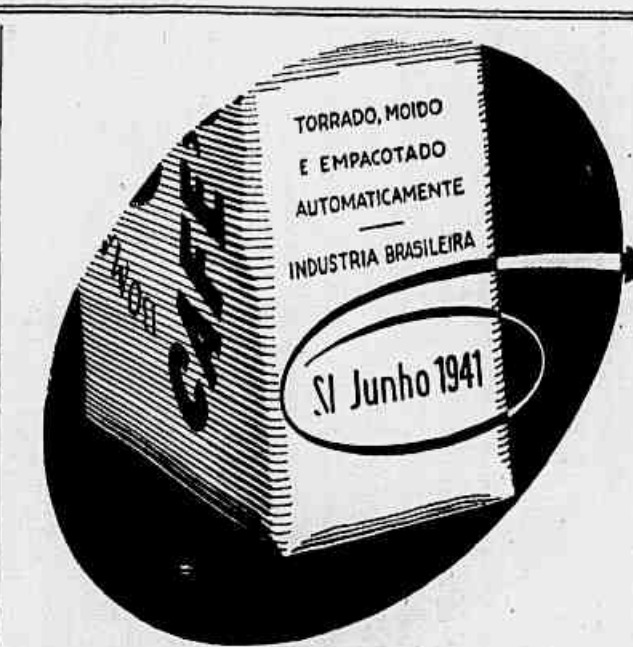 CAFÉ
TORRADO, MOIDO
E EMPACOTADO
AUTOMATICAMENTE
INDUSTRIA BRASILEIRA
Junho 1941